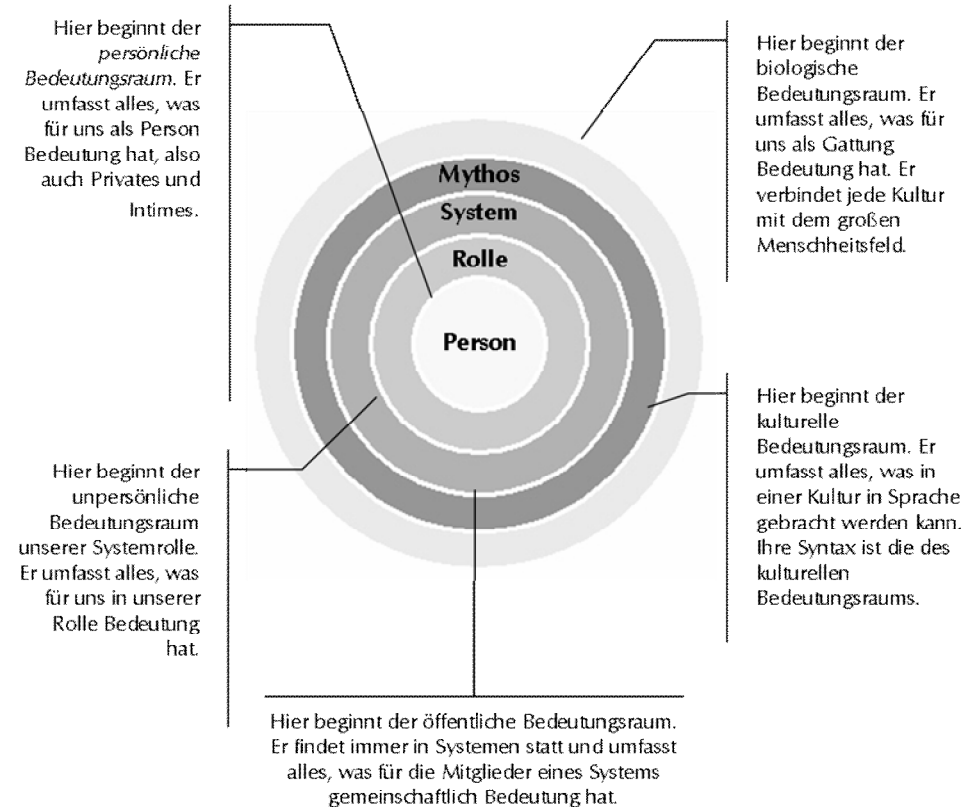 Hier beginnt der
persönliche
Bedeutungsraum. Er
umfasst alles, was
für uns als Person
Bedeutung hat, also
auch Privates und
Intimes.
Hier beginnt der
biologische
Bedeutungsraum. Er
umfasst alles, was für
uns als Gattung
Bedeutung hat. Er
verbindet jede Kultur
mit dem großen
Menschheitsfeld.
Mythos
System
Rolle
Person
Hier beginnt der
kulturelle
Bedeutungsraum. Er
umfasst alles, was in
einer Kultur in Sprache
gebracht werden kann.
Ihre Syntax ist die des
kulturellen
Bedeutungsraums.
Hier beginnt der
unpersönliche
Bedeutungsraum
unserer Systemrolle.
Er umfasst alles, was
für uns in unserer
Rolle Bedeutung
hat.
Hier beginnt der öffentliche Bedeutungsraum.
Er findet immer in Systemen statt und umfasst
alles, was für die Mitglieder eines Systems
gemeinschaftlich Bedeutung hat.